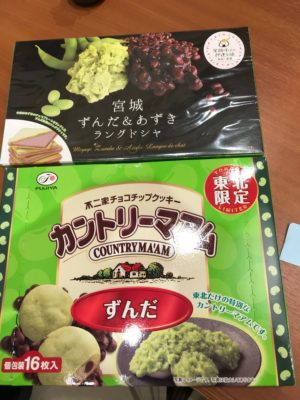 宮城
ずんだ&あずき
ラングドシャ
Miyagi Zunda & Azuki Langue de chat
FUJIYA
不二家チョコチップクッキー
カントリーマアム
COUNTRY MA'AM
東北
限定
LIMITED
ずんだ
東北だけの特別な
カントリーマアムです。
個包装16枚入